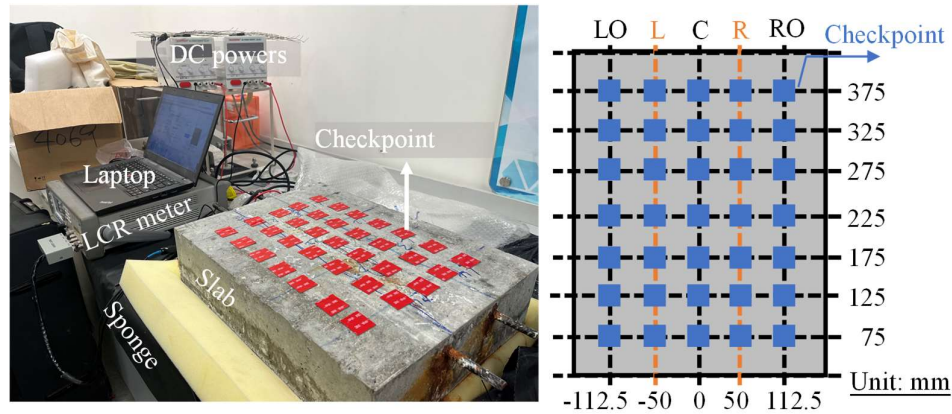 DC powers
Checkpoint
Laptop
LCR meter
Slab
Sponge
LO L C R RO
Checkpoint
375
325
275
225
175
125
75
Unit: mm
-112.5 -50 0 50 112.5